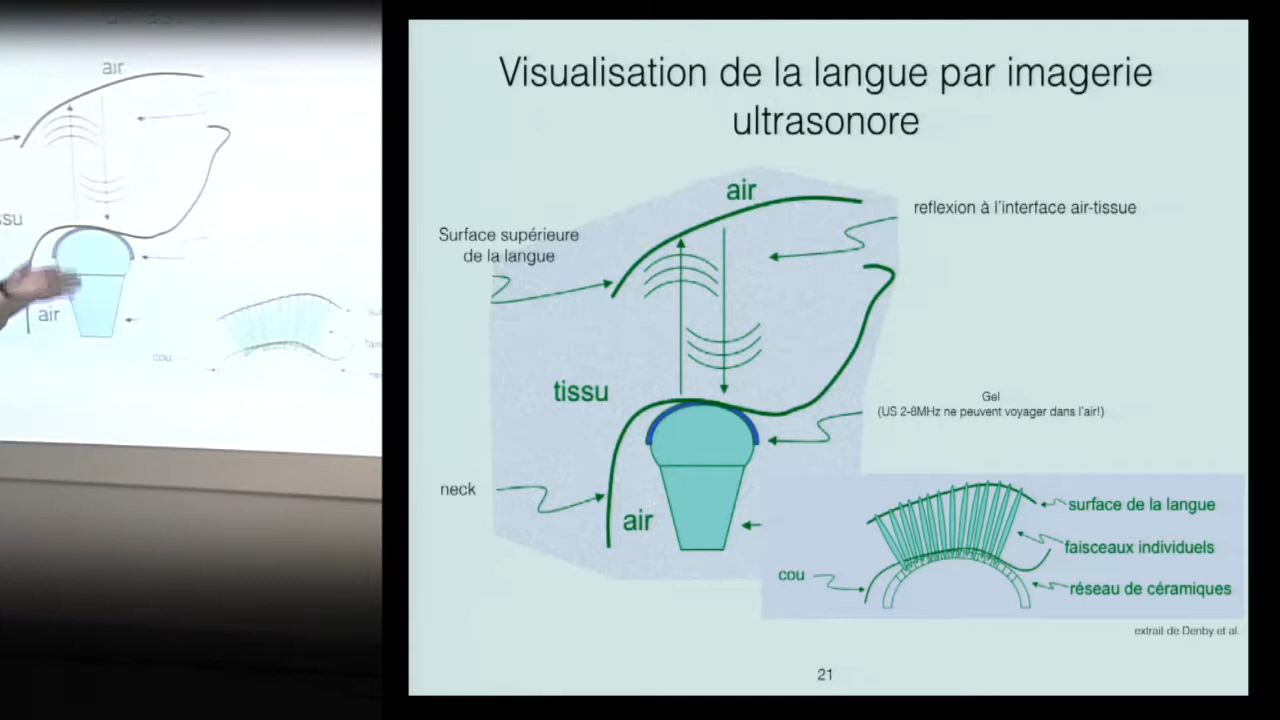 air
ssu
air
cou
Visualisation de la langue par imagerie
ultrasonore
air
reflexion à l'interface air-tissue
Surface supérieure
de la langue
tissu
Gel
(US 2-8MHz ne peuvent voyager dans l'air!)
neck
air
surface de la langue
faisceaux individuels
cou
réseau de céramiques
extrait de Denby et al.
21